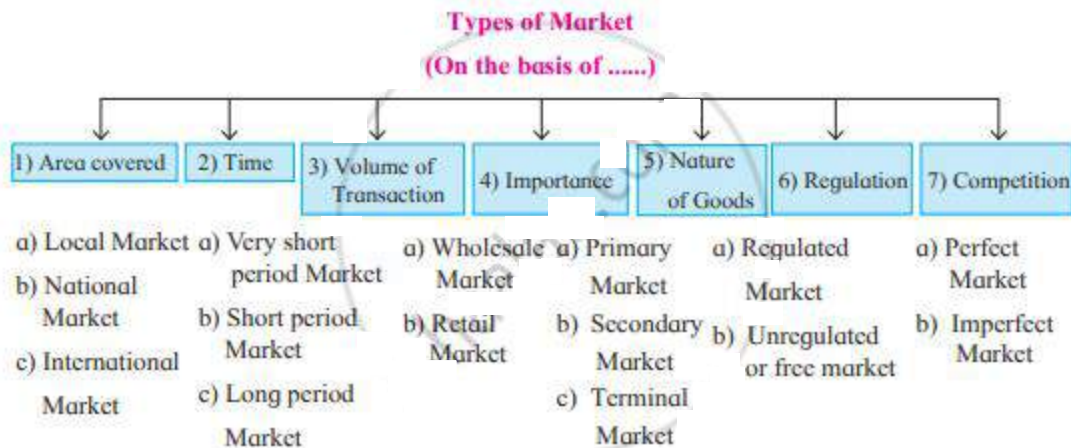 Types of Market
(On the basis of ......)
1) Area covered
2) Time
3) Volume of
Transaction
4) Importance
5) Nature
of Goods
6) Regulation
7) Competition
a) Local Market
b) National
Market
c) International
Market
a) Very short
period Market
b) Short period
Market
c) Long period
Market
a) Wholesale
Market
b) Retail
Market
a) Primary
Market
b) Secondary
Market
c) Terminal
Market
a) Regulated
Market
b) Unregulated
or free market
a) Perfect
Market
b) Imperfect
Market